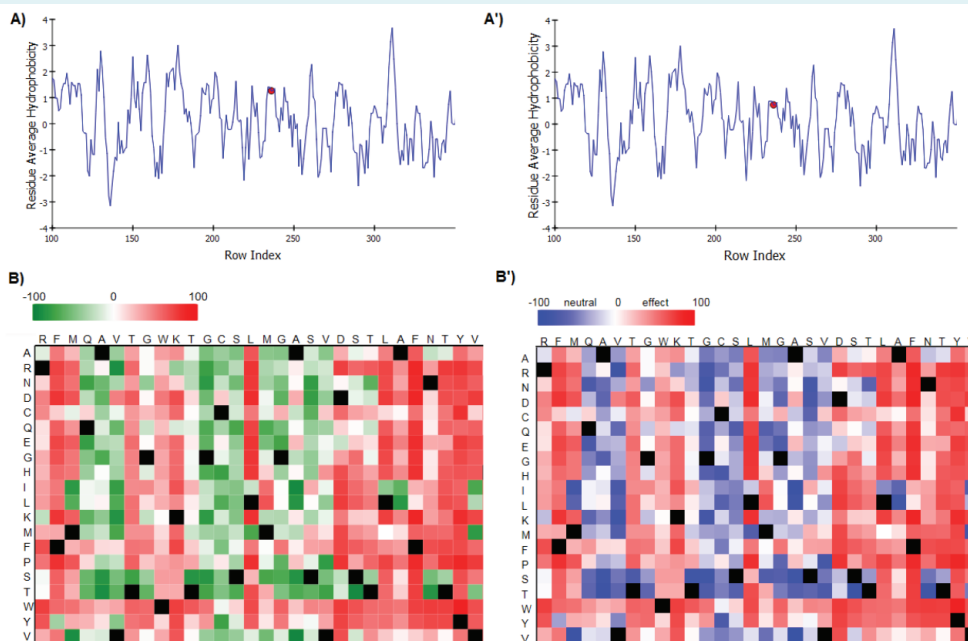 A)
4
3
2
1
0
-1
-2
-3
-4
Residue Average Hydrophobicity
100 150 200 250 300
Row Index
A')
4
3
2
1
0
-1
-2
-3
-4
Residue Average Hydrophobicity
100 150 200 250 300
Row Index
B)
-100 0 100
R F M Q A V T G W K T G C S L M G A S V D S T L A F N T Y V
A
R
N
D
C
Q
E
G
H
I
L
K
M
F
P
S
T
W
Y
V
B')
-100 neutral 0 effect 100
R F M Q A V T G W K T G C S L M G A S V D S T L A F N T Y
A
R
N
D
C
Q
E
G
H
I
L
K
M
F
P
S
T
W
Y
V